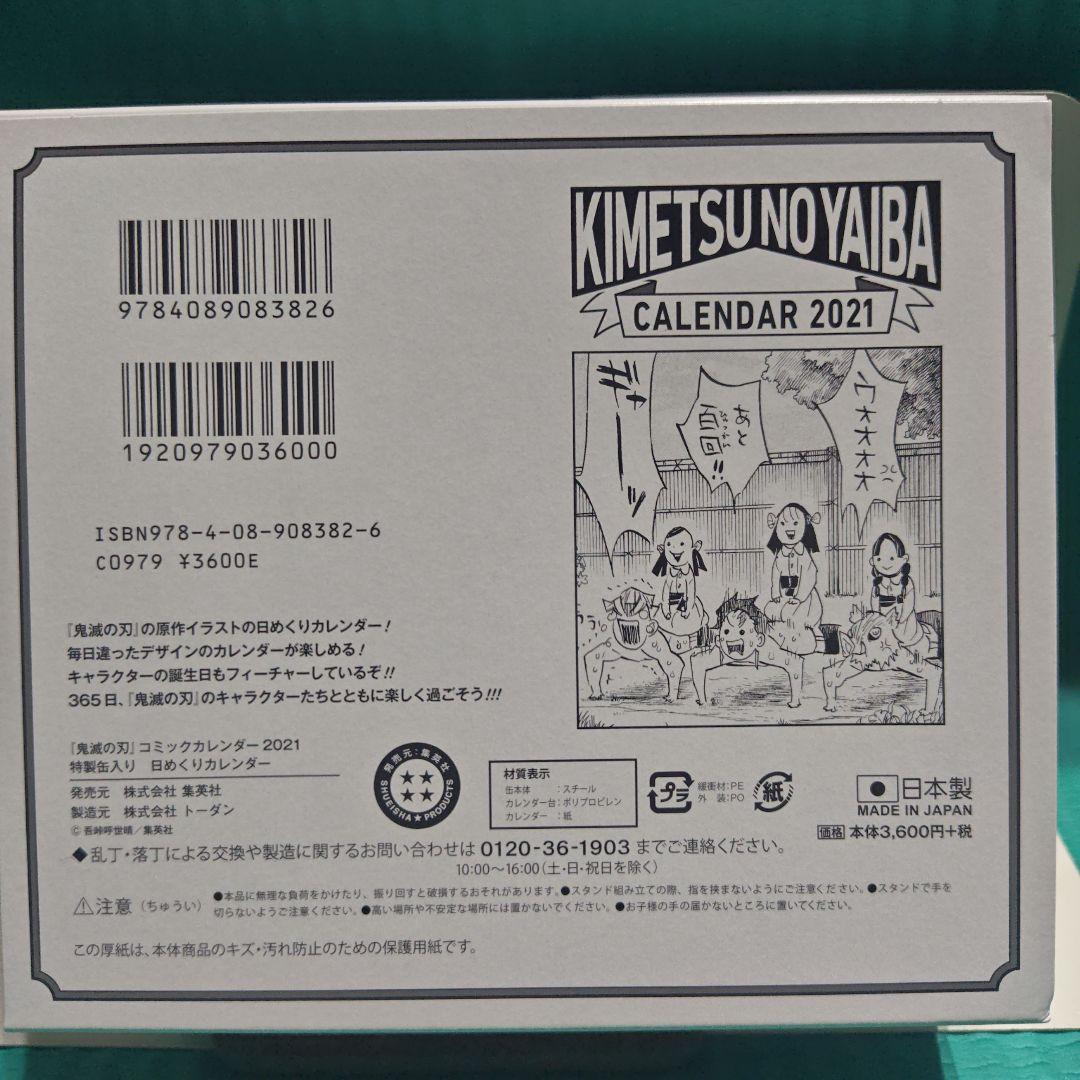 9784089083826
1920979036000
ISBN978-4-08-908382-6
C0979 ¥3600E
『鬼滅の刃』の原作イラストの日めくりカレンダー!
毎日違ったデザインのカレンダーが楽しめる!
キャラクターの誕生日もフィーチャーしているぞ!!
365日、『鬼滅の刃』のキャラクターたちとともに楽しく過ごそう!!!
KIMETSU NO YAIBA
CALENDAR 2021
ウオオオオ
あと
百回!!
ひゃっかい
ギャーーッ
『鬼滅の刃』コミックカレンダー2021
特製缶入り 日めくりカレンダー
発売元 株式会社 集英社
製造元 株式会社 トーダン
©吾峠呼世晴/集英社
発売元:集英社
SHUEISHA★PRODUCTS
材質表示
缶本体 :スチール
カレンダー台:ポリプロピレン
カレンダー :紙
プラ
緩衝材:PE
外 装:PO
紙
日本製
MADE IN JAPAN
価格 本体3,600円+税
◆乱丁・落丁による交換や製造に関するお問い合わせは 0120-36-1903 までご連絡ください。
10:00〜16:00(土・日・祝日を除く)
⚠注意(ちゅうい)
●本品に無理な負荷をかけたり、振り回すと破損するおそれがあります。●スタンド組み立ての際、指を挟まないようにご注意ください。●スタンドで手を
切らないようご注意ください。●高い場所や不安定な場所には置かないでください。●お子様の手の届かないところに置いてください。
この厚紙は、本体商品のキズ・汚れ防止のための保護用紙です。